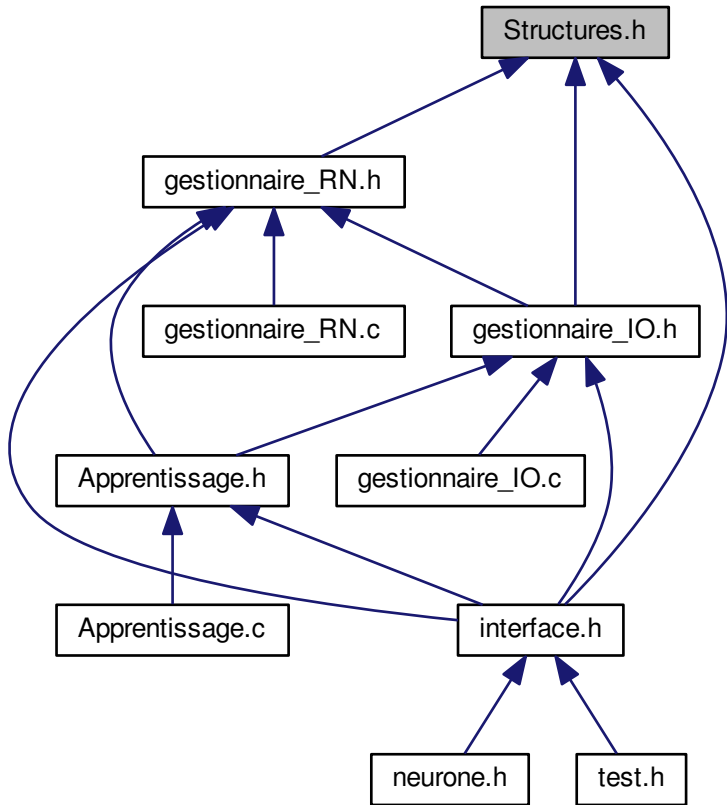 Structures.h
gestionnaire_RN.h
gestionnaire_RN.c
gestionnaire_IO.h
Apprentissage.h
gestionnaire_IO.c
Apprentissage.c
interface.h
neurone.h
test.h